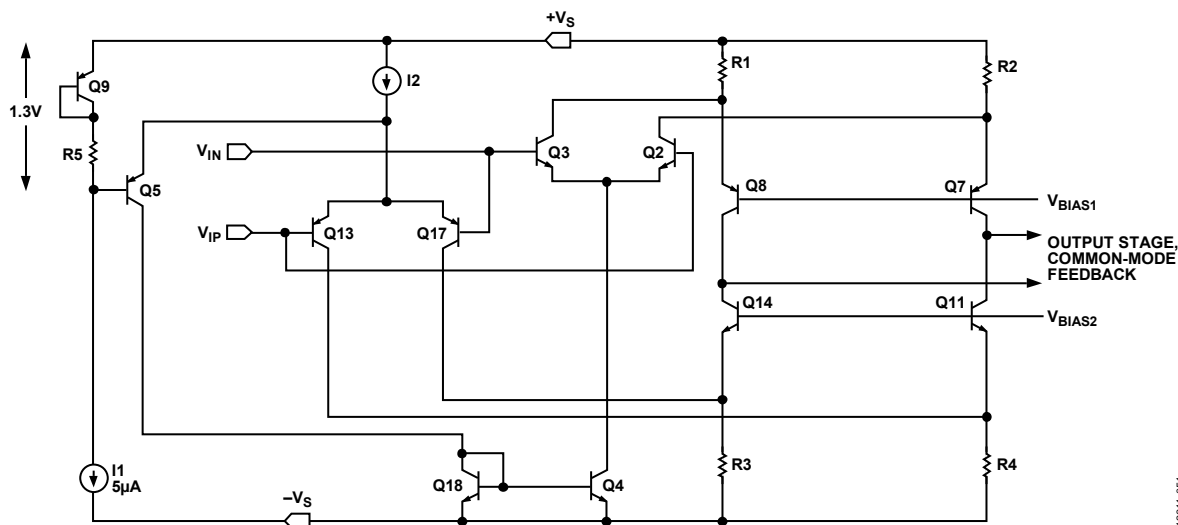 +VS
R1
R2
1.3V
Q9
I2
R5
VIN
Q3
Q2
Q5
Q8
Q7
VBIAS1
VIP
Q13
Q17
OUTPUT STAGE,
COMMON-MODE
FEEDBACK
Q14
Q11
VBIAS2
I1
5µA
Q18
Q4
R3
R4
–VS